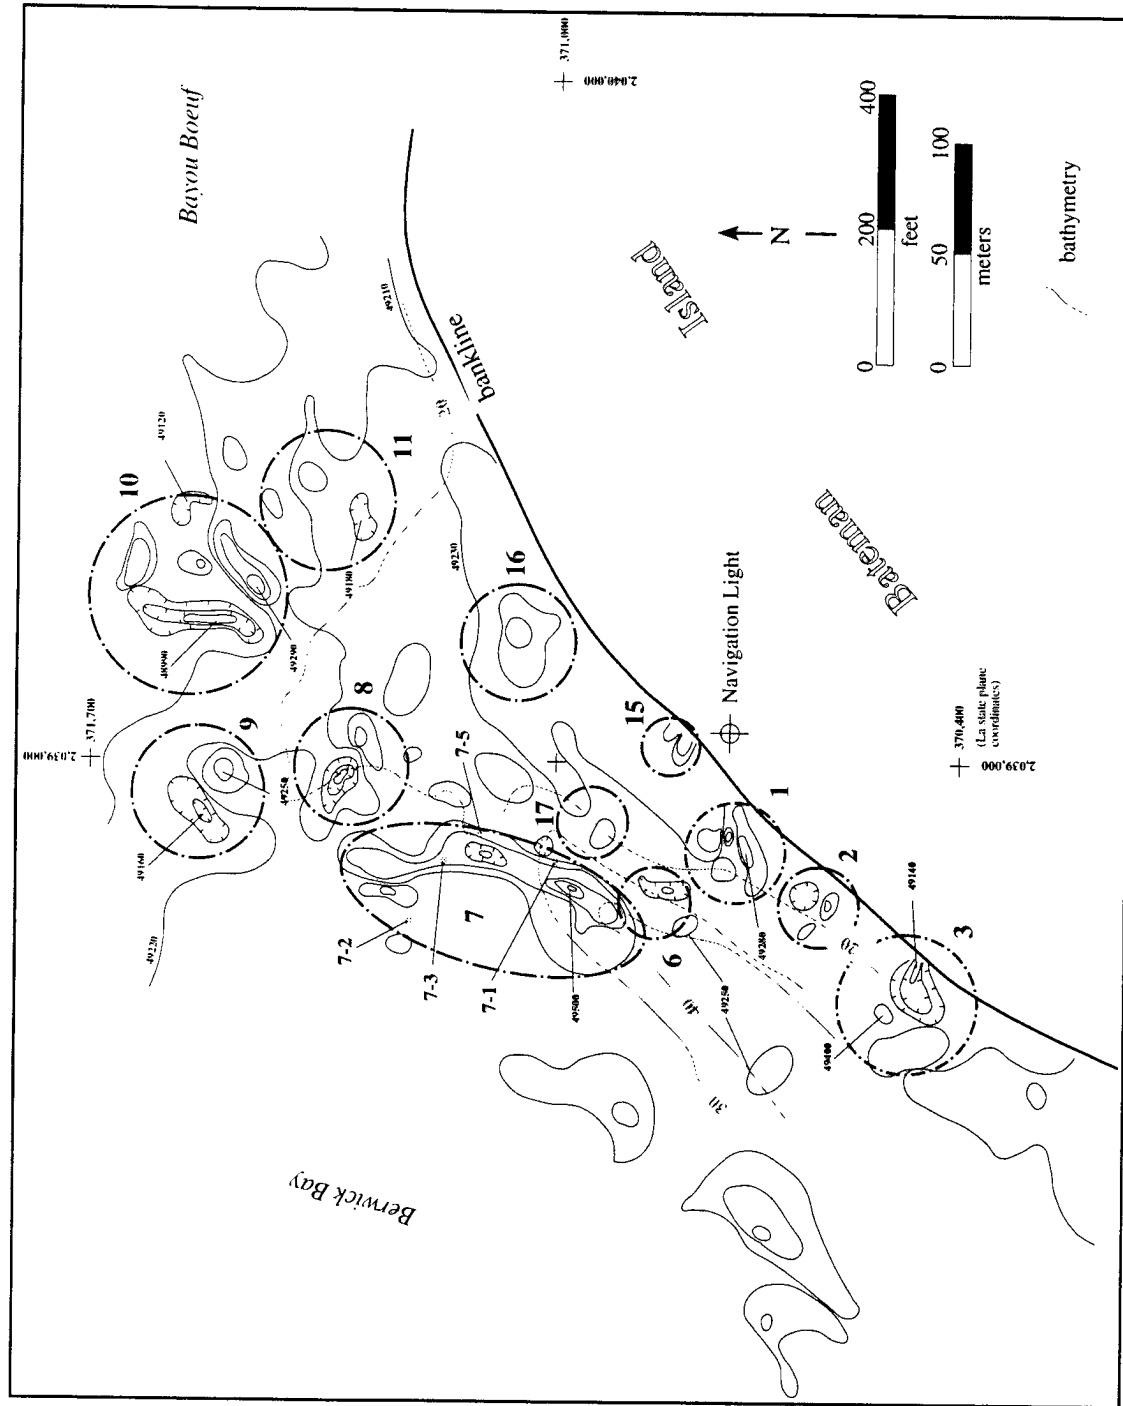 Bayou Boeuf
371,000
2,040,000
49120
10
49210
11
20
bankline
Island
N
0 200 400
feet
0 50 100
meters
bathymetry
48990
49290
49180
49230
16
Bateman
371,700
2,039,000
9
8
49250
49160
49220
7-5
15
Navigation Light
370,400
(La state plane
coordinates)
2,039,000
17
1
7
7-2
7-3
7-1
49500
6
2
49280
49140
20
3
49250
40
49400
30
Berwick Bay